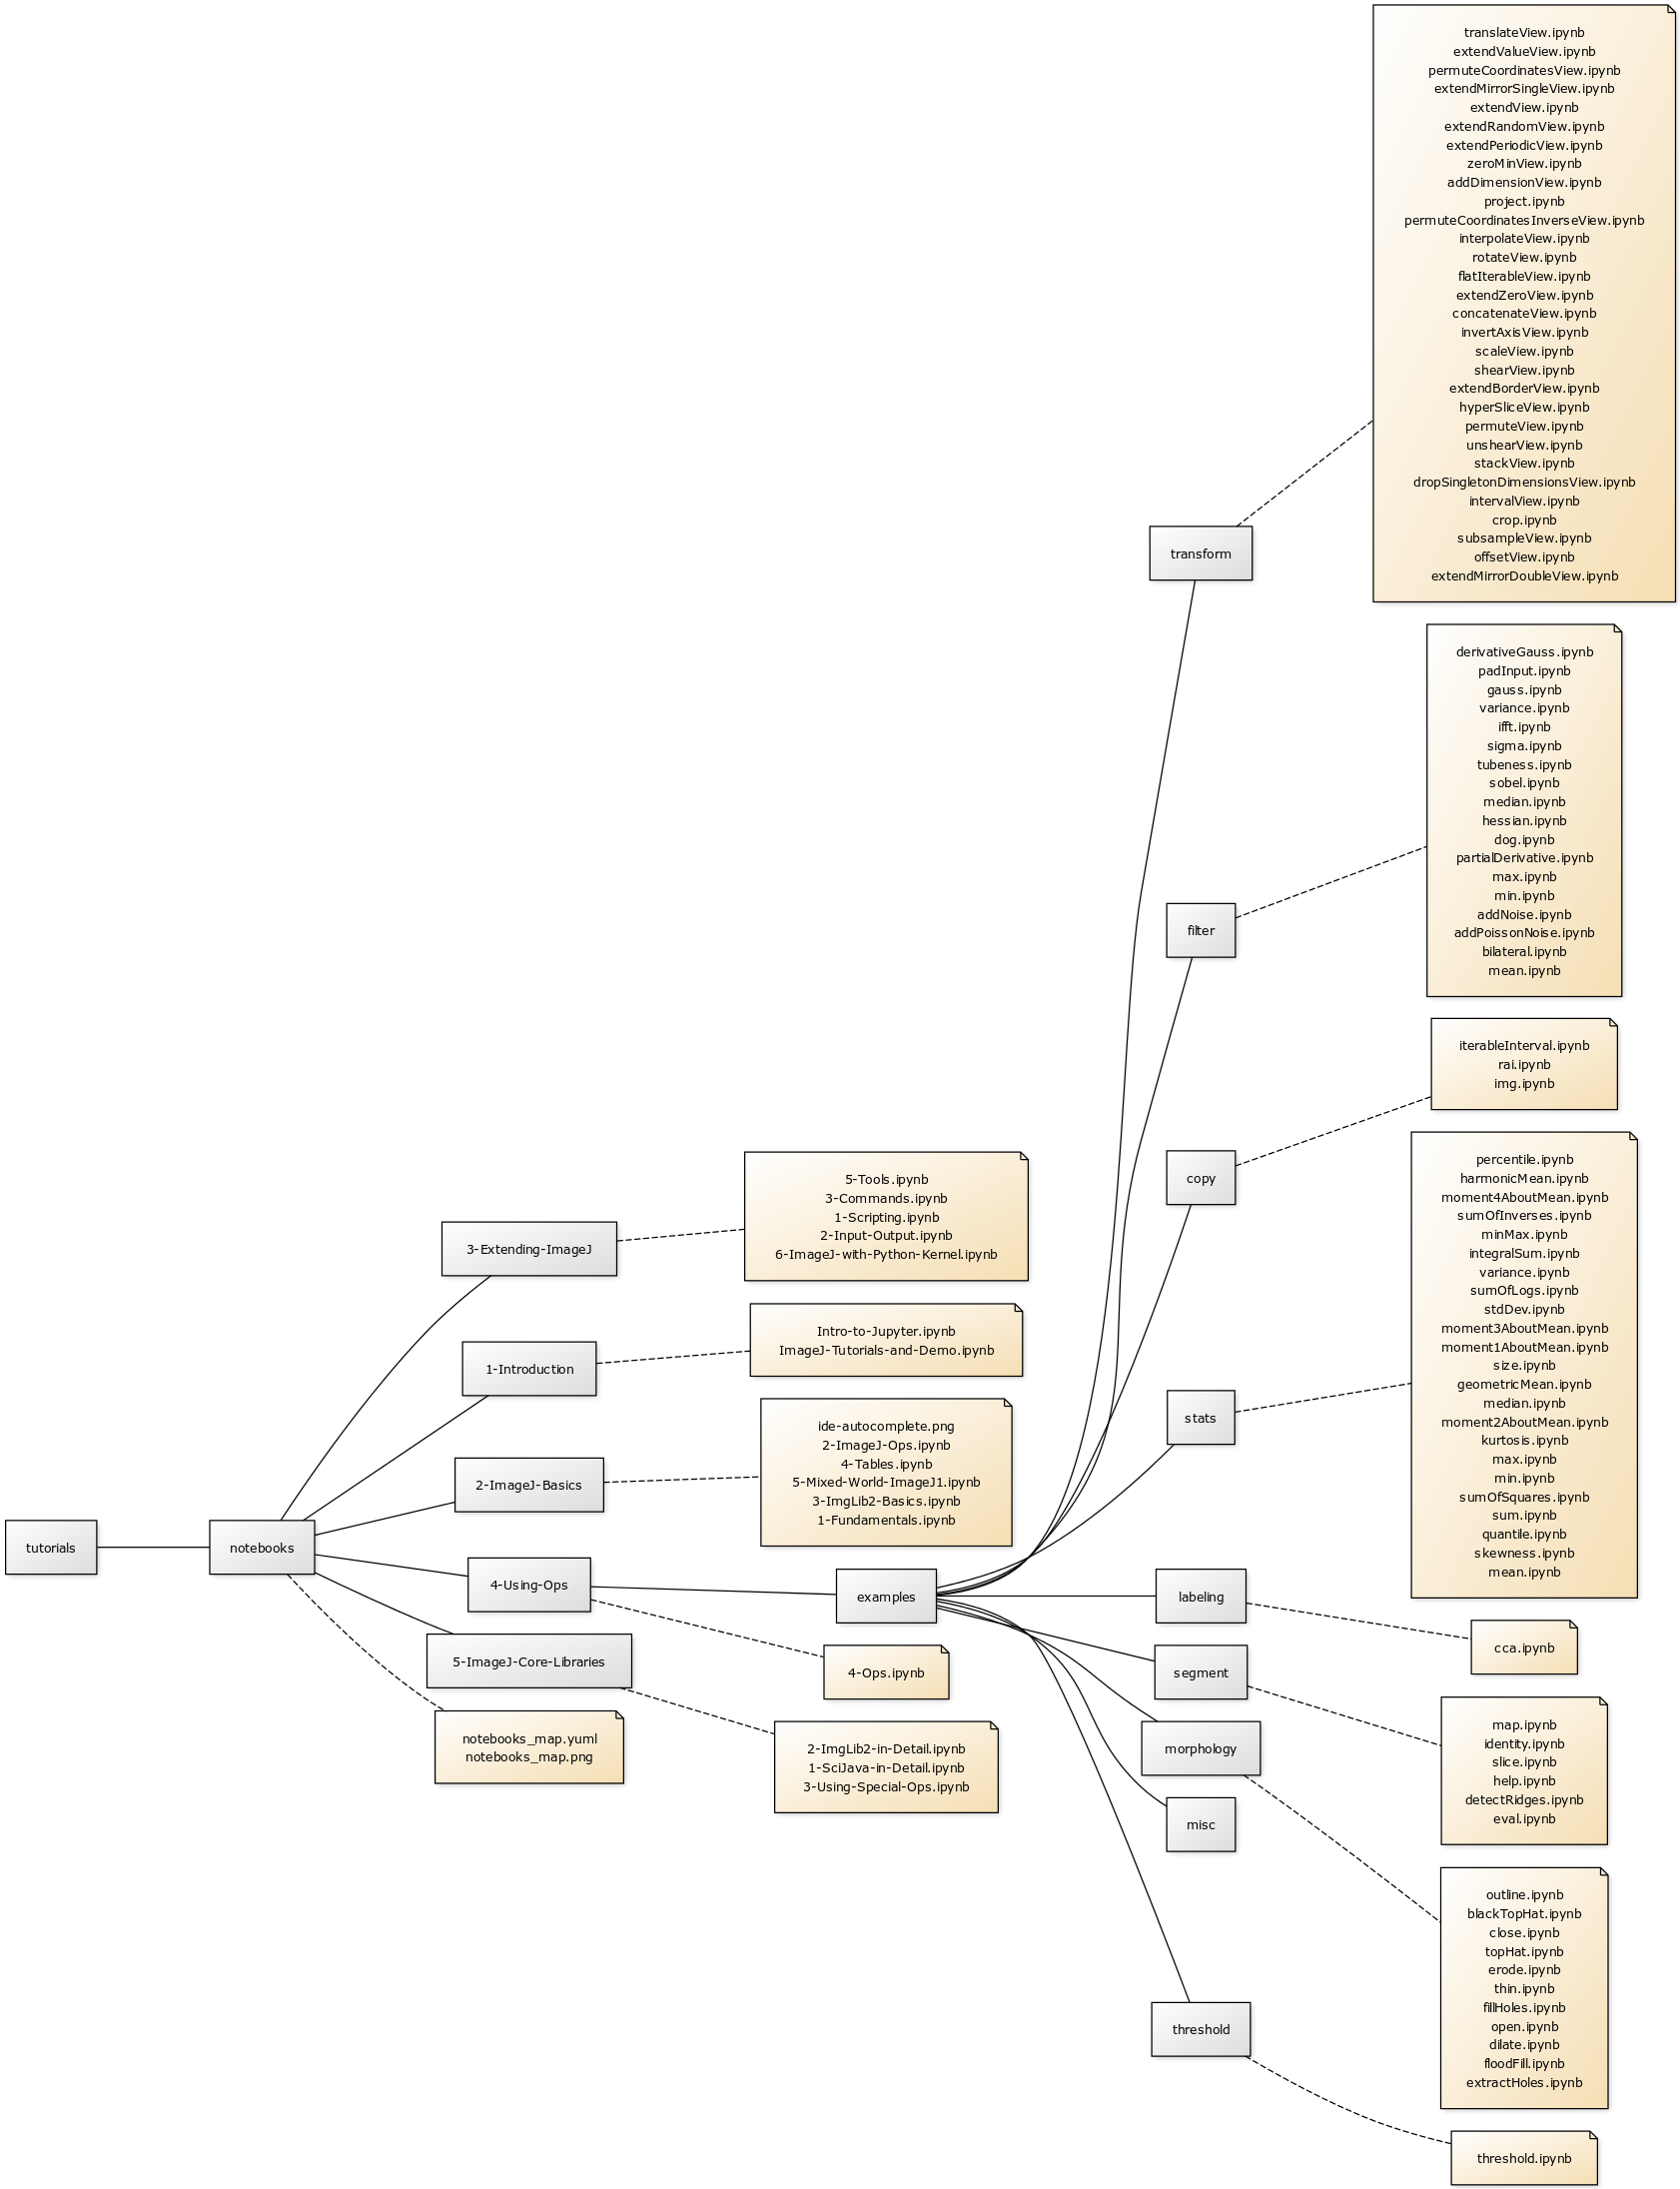 tutorials
notebooks
3-Extending-ImageJ
1-Introduction
2-ImageJ-Basics
4-Using-Ops
5-ImageJ-Core-Libraries
notebooks_map.yuml
notebooks_map.png
5-Tools.ipynb
3-Commands.ipynb
1-Scripting.ipynb
2-Input-Output.ipynb
6-ImageJ-with-Python-Kernel.ipynb
Intro-to-Jupyter.ipynb
ImageJ-Tutorials-and-Demo.ipynb
ide-autocomplete.png
2-ImageJ-Ops.ipynb
4-Tables.ipynb
5-Mixed-World-ImageJ1.ipynb
3-ImgLib2-Basics.ipynb
1-Fundamentals.ipynb
examples
4-Ops.ipynb
2-ImgLib2-in-Detail.ipynb
1-SciJava-in-Detail.ipynb
3-Using-Special-Ops.ipynb
transform
filter
copy
stats
labeling
segment
morphology
misc
threshold
translateView.ipynb
extendValueView.ipynb
permuteCoordinatesView.ipynb
extendMirrorSingleView.ipynb
extendView.ipynb
extendRandomView.ipynb
extendPeriodicView.ipynb
zeroMinView.ipynb
addDimensionView.ipynb
project.ipynb
permuteCoordinatesInverseView.ipynb
interpolateView.ipynb
rotateView.ipynb
flatIterableView.ipynb
extendZeroView.ipynb
concatenateView.ipynb
invertAxisView.ipynb
scaleView.ipynb
shearView.ipynb
extendBorderView.ipynb
hyperSliceView.ipynb
permuteView.ipynb
unshearView.ipynb
stackView.ipynb
dropSingletonDimensionsView.ipynb
intervalView.ipynb
crop.ipynb
subsampleView.ipynb
offsetView.ipynb
extendMirrorDoubleView.ipynb
derivativeGauss.ipynb
padInput.ipynb
gauss.ipynb
variance.ipynb
ifft.ipynb
sigma.ipynb
tubeness.ipynb
sobel.ipynb
median.ipynb
hessian.ipynb
dog.ipynb
partialDerivative.ipynb
max.ipynb
min.ipynb
addNoise.ipynb
addPoissonNoise.ipynb
bilateral.ipynb
mean.ipynb
iterableInterval.ipynb
rai.ipynb
img.ipynb
percentile.ipynb
harmonicMean.ipynb
moment4AboutMean.ipynb
sumOfInverses.ipynb
minMax.ipynb
integralSum.ipynb
variance.ipynb
sumOfLogs.ipynb
stdDev.ipynb
moment3AboutMean.ipynb
moment1AboutMean.ipynb
size.ipynb
geometricMean.ipynb
median.ipynb
moment2AboutMean.ipynb
kurtosis.ipynb
max.ipynb
min.ipynb
sumOfSquares.ipynb
sum.ipynb
quantile.ipynb
skewness.ipynb
mean.ipynb
cca.ipynb
map.ipynb
identity.ipynb
slice.ipynb
help.ipynb
detectRidges.ipynb
eval.ipynb
outline.ipynb
blackTopHat.ipynb
close.ipynb
topHat.ipynb
erode.ipynb
thin.ipynb
fillHoles.ipynb
open.ipynb
dilate.ipynb
floodFill.ipynb
extractHoles.ipynb
threshold.ipynb